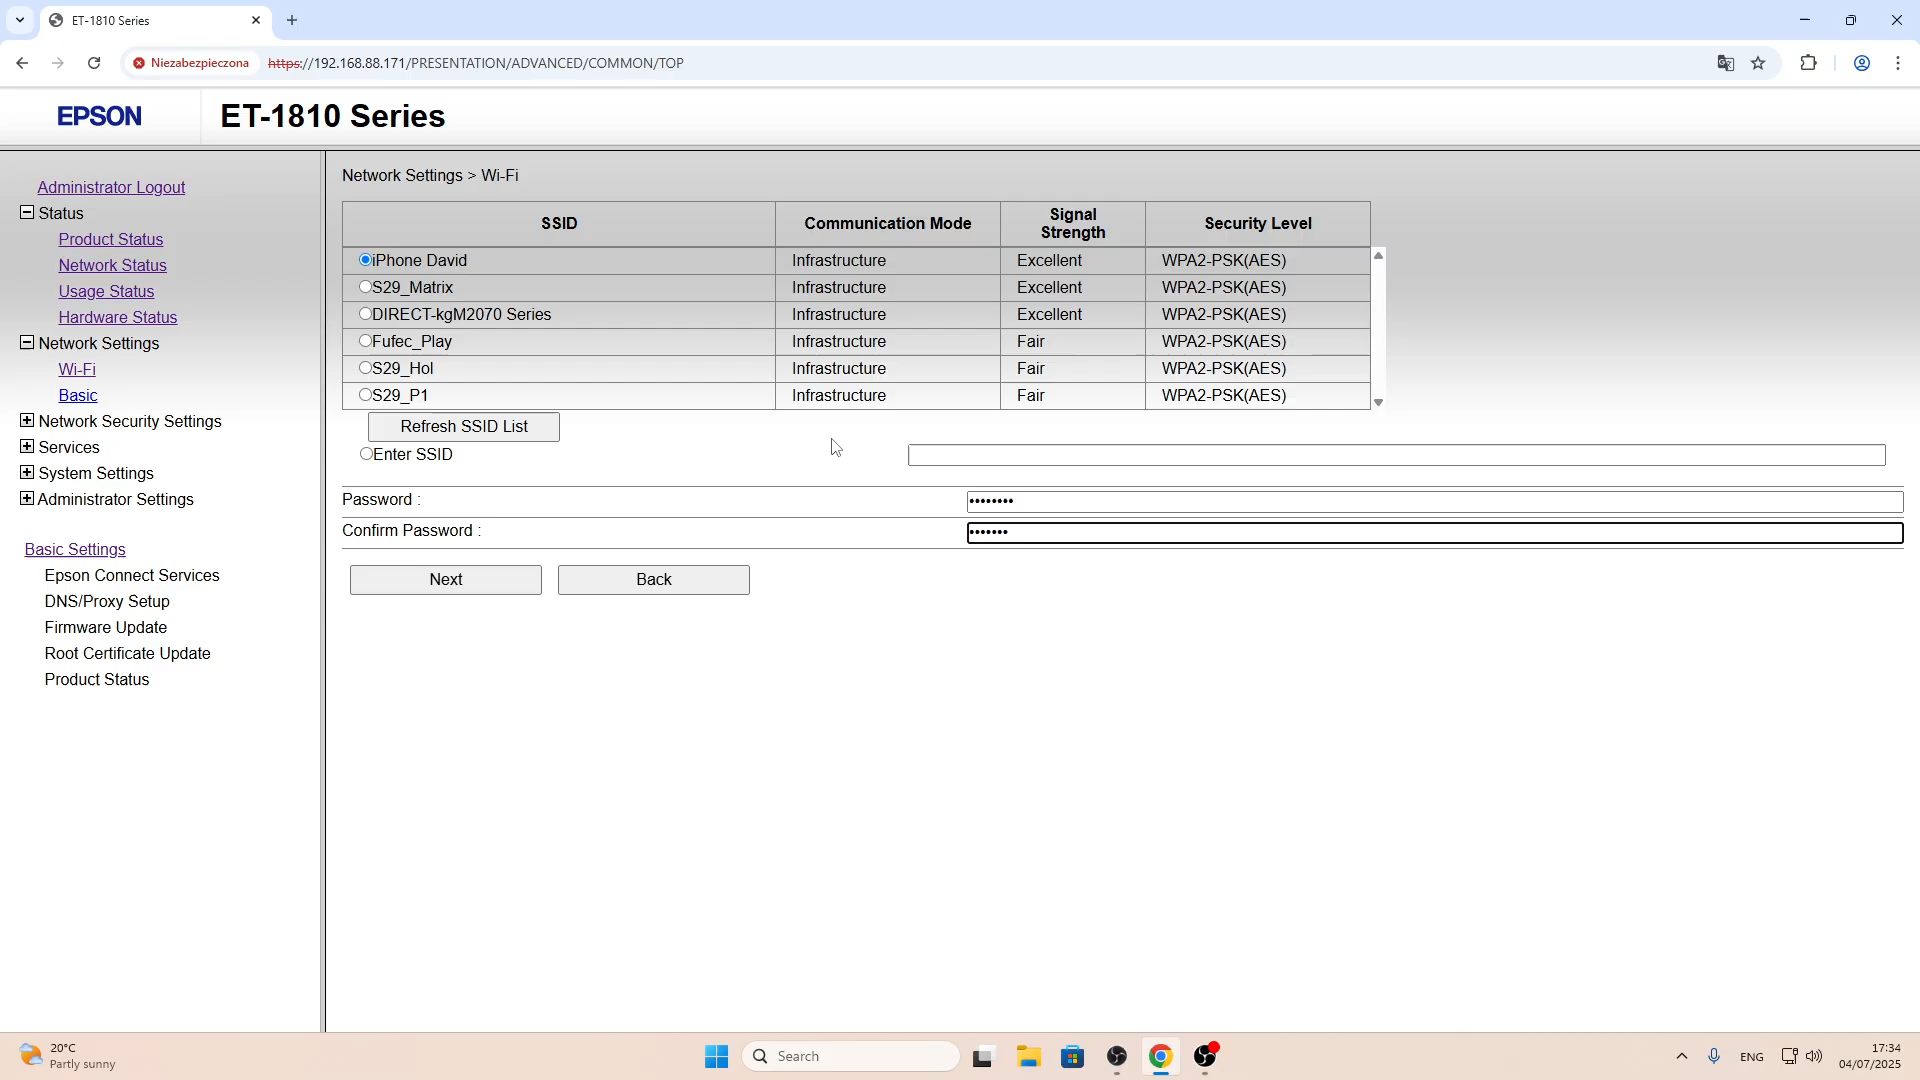 ET-1810 Series
Niezabezpieczona https://192.168.88.171/PRESENTATION/ADVANCED/COMMON/TOP
EPSON
ET-1810 Series
Administrator Logout
Status
Product Status
Network Status
Usage Status
Hardware Status
Network Settings
Wi-Fi
Basic
Network Security Settings
Services
System Settings
Administrator Settings
Basic Settings
Epson Connect Services
DNS/Proxy Setup
Firmware Update
Root Certificate Update
Product Status
Network Settings > Wi-Fi
SSID Communication Mode Signal Strength Security Level
iPhone David Infrastructure Excellent WPA2-PSK(AES)
S29_Matrix Infrastructure Excellent WPA2-PSK(AES)
DIRECT-kgM2070 Series Infrastructure Excellent WPA2-PSK(AES)
Fufec_Play Infrastructure Fair WPA2-PSK(AES)
S29_Hol Infrastructure Fair WPA2-PSK(AES)
S29_P1 Infrastructure Fair WPA2-PSK(AES)
Refresh SSID List
Enter SSID
Password : ••••••••
Confirm Password : •••••••
Next Back
20°C
Partly sunny
Search
ENG
17:34
04/07/2025